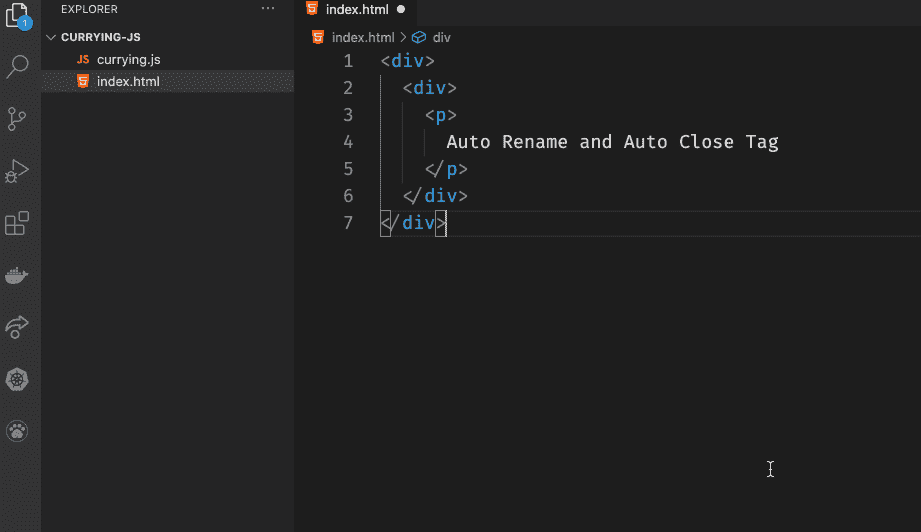 EXPLORER ...
CURRYING-JS
JS currying.js
index.html
1
index.html
index.html > div
1 <div>
2 <div>
3 <p>
4 Auto Rename and Auto Close Tag
5 </p>
6 </div>
7 </div>